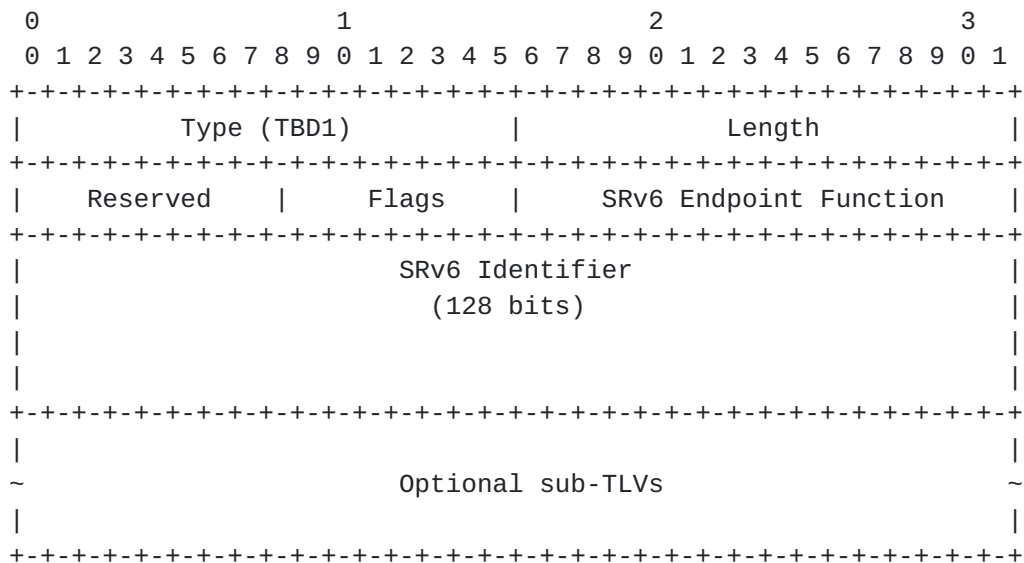 0                   1                   2                   3
 0 1 2 3 4 5 6 7 8 9 0 1 2 3 4 5 6 7 8 9 0 1 2 3 4 5 6 7 8 9 0 1
+-+-+-+-+-+-+-+-+-+-+-+-+-+-+-+-+-+-+-+-+-+-+-+-+-+-+-+-+-+-+-+-+
|          Type (TBD1)          |             Length            |
+-+-+-+-+-+-+-+-+-+-+-+-+-+-+-+-+-+-+-+-+-+-+-+-+-+-+-+-+-+-+-+-+
|    Reserved    |     Flags    |     SRv6 Endpoint Function    |
+-+-+-+-+-+-+-+-+-+-+-+-+-+-+-+-+-+-+-+-+-+-+-+-+-+-+-+-+-+-+-+-+
|                        SRv6 Identifier                        |
|                          (128 bits)                           |
|                                                               |
|                                                               |
+-+-+-+-+-+-+-+-+-+-+-+-+-+-+-+-+-+-+-+-+-+-+-+-+-+-+-+-+-+-+-+-+
|                                                               |
~                        Optional sub-TLVs                      ~
|                                                               |
+-+-+-+-+-+-+-+-+-+-+-+-+-+-+-+-+-+-+-+-+-+-+-+-+-+-+-+-+-+-+-+-+